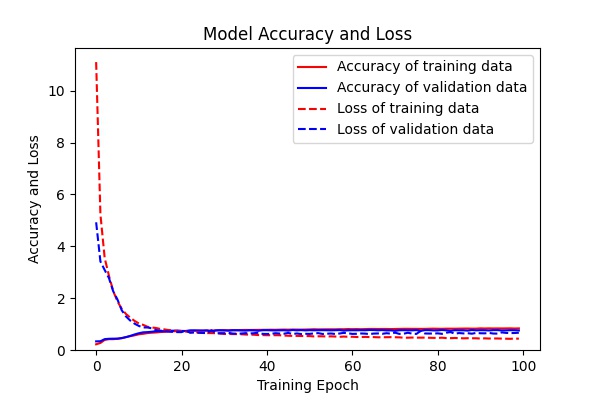 Model Accuracy and Loss
Accuracy of training data
Accuracy of validation data
Loss of training data
Loss of validation data
Accuracy and Loss
10
8
6
4
2
0
0 20 40 60 80 100
Training Epoch